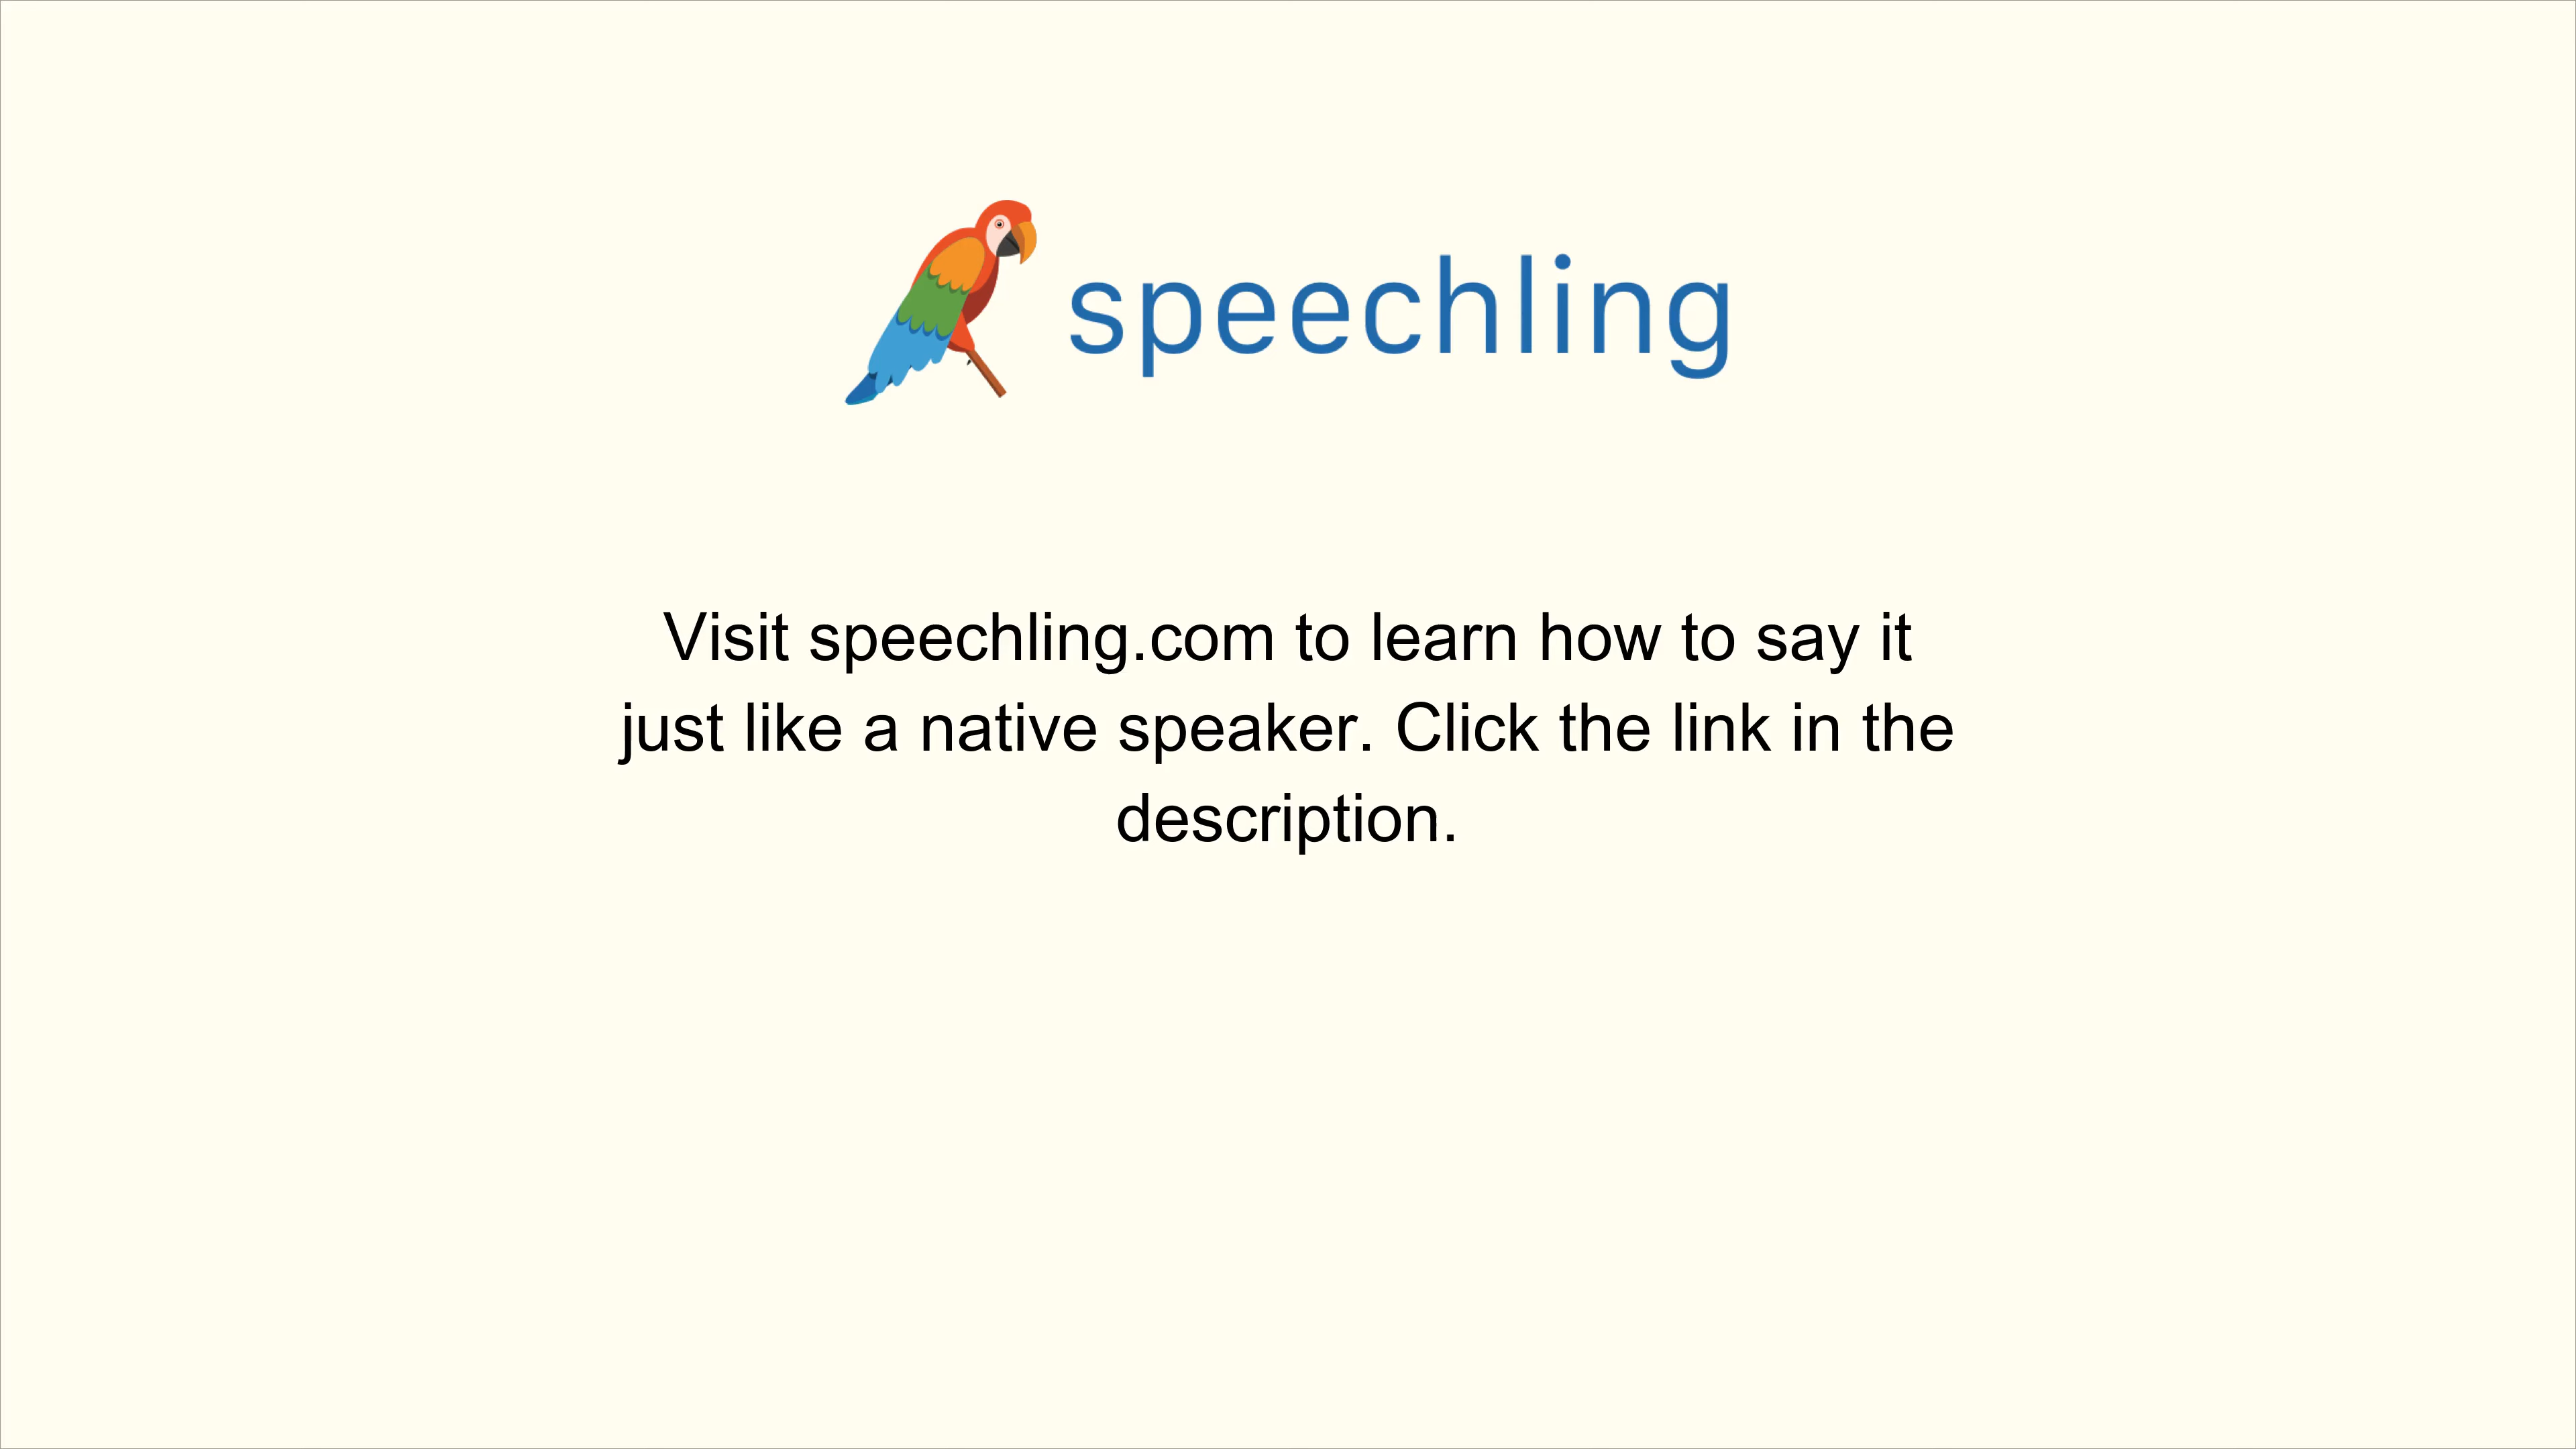 speechling
Visit speechling.com to learn how to say it
just like a native speaker. Click the link in the
description.